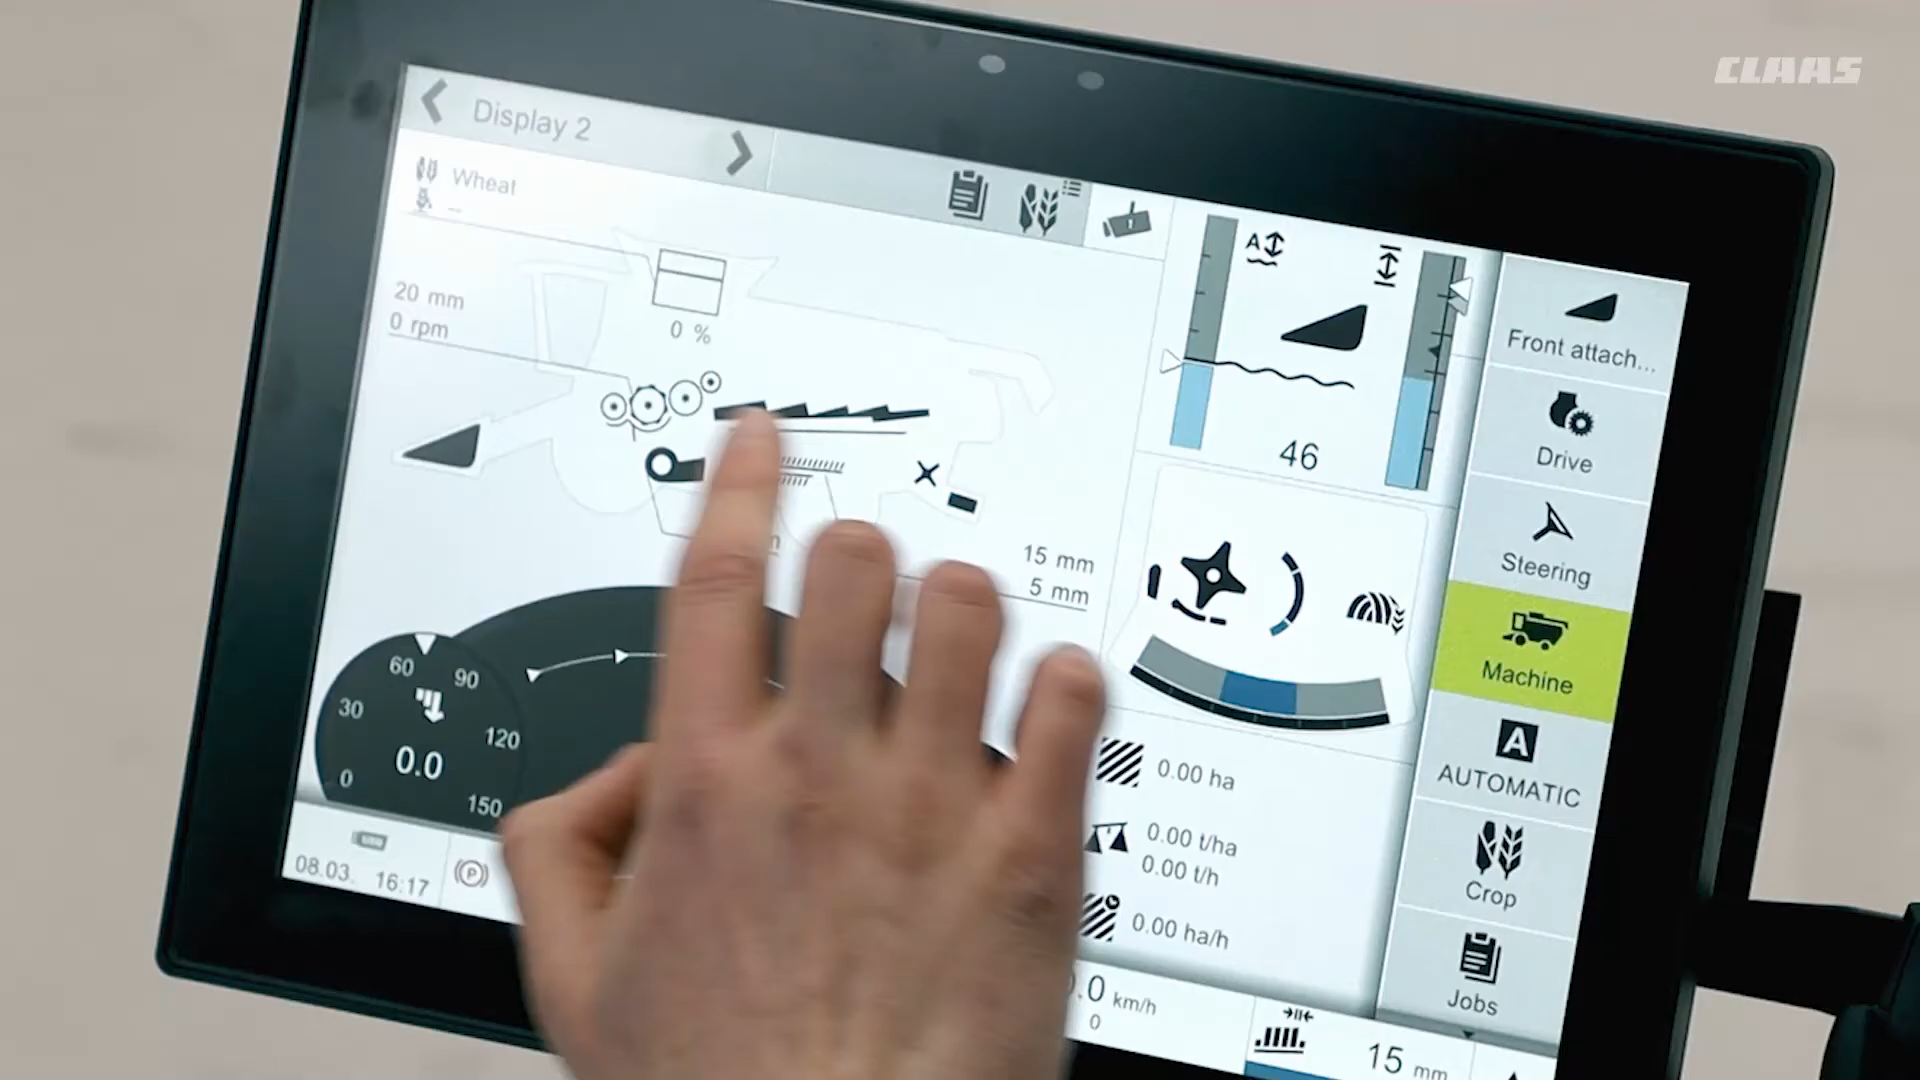 CLAAS
Display 2
Wheat
20 mm
0 rpm
0 %
15 mm
5 mm
A
46
Front attach...
Drive
Steering
Machine
A
AUTOMATIC
Crop
Jobs
0
30
60
90
120
150
0.0
0.00 ha
0.00 t/ha
0.00 t/h
0.00 ha/h
08.03. 16:17
P
.0 km/h
0
15 mm